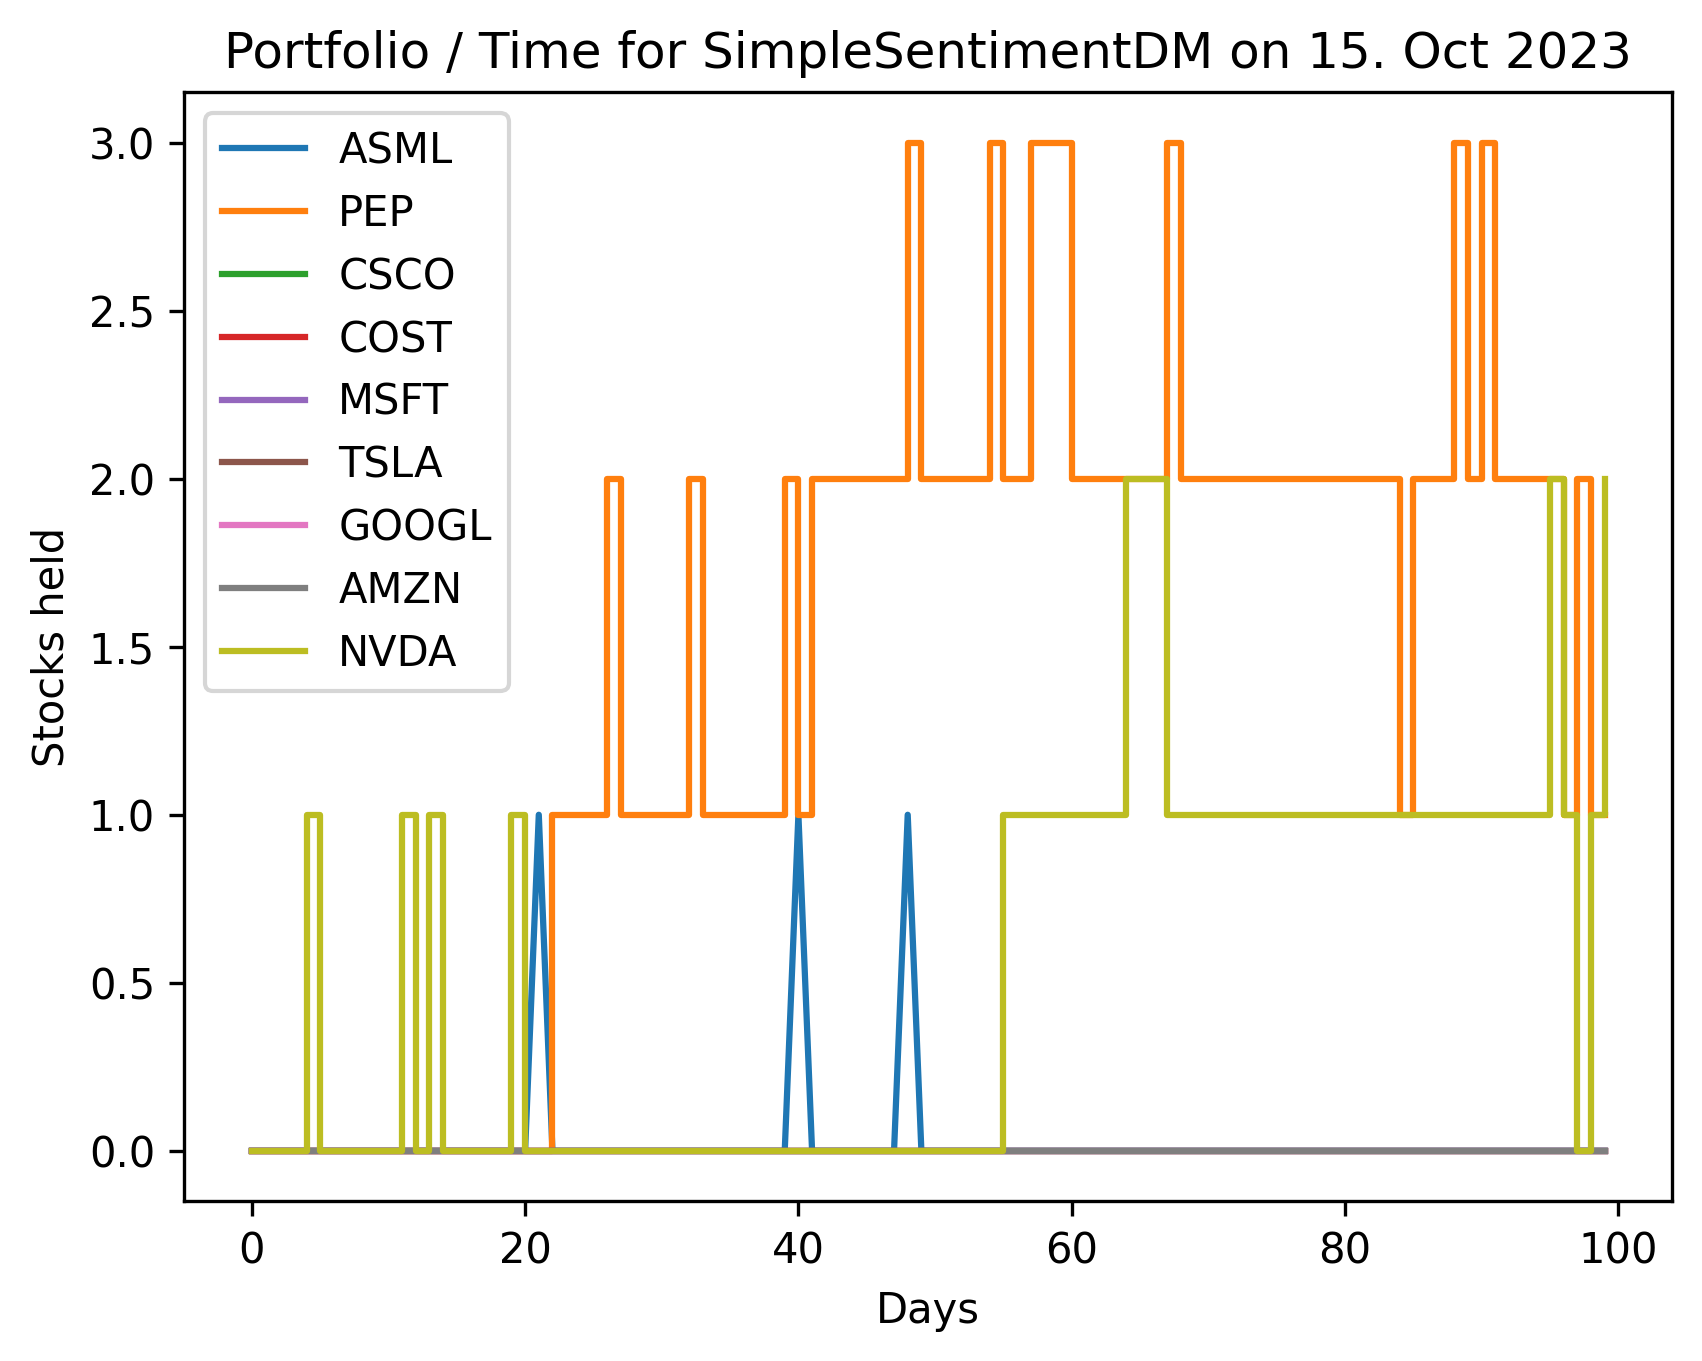 Portfolio / Time for SimpleSentimentDM on 15. Oct 2023
ASML
PEP
CSCO
COST
MSFT
TSLA
GOOGL
AMZN
NVDA
3.0
2.5
2.0
1.5
1.0
0.5
0.0
Stocks held
0 20 40 60 80 100
Days